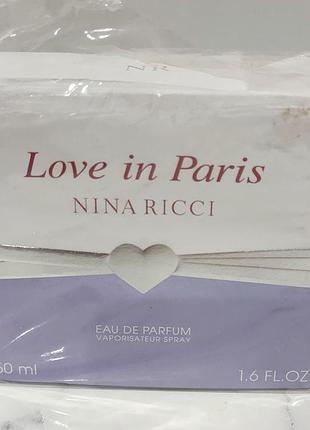 Love in Paris
NINA RICCI
EAU DE PARFUM
VAPORISATEUR SPRAY
50 ml 1.6 FL.OZ